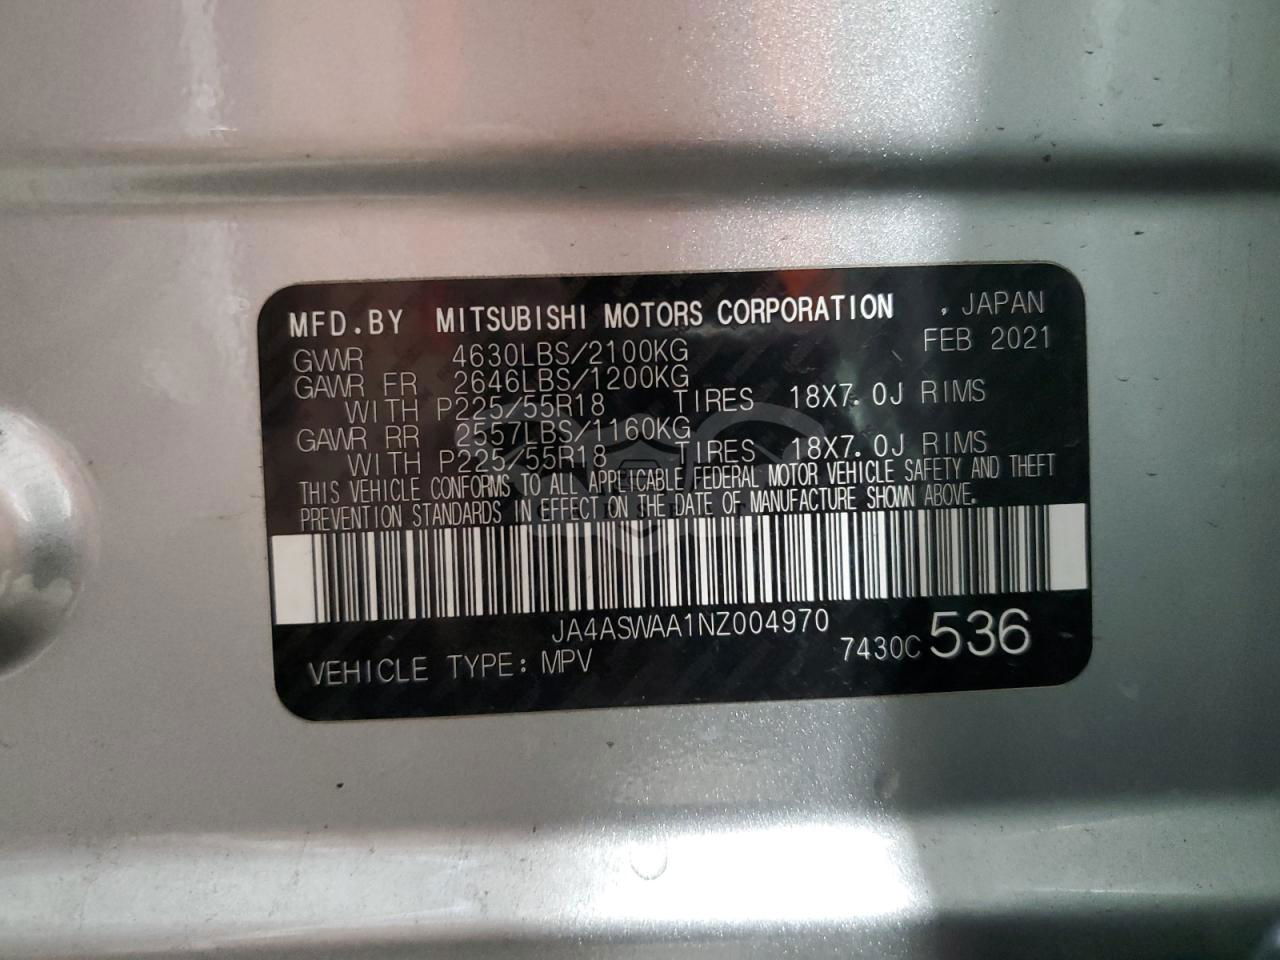 MFD.BY MITSUBISHI MOTORS CORPORATION , JAPAN
FEB 2021
GVWR 4630LBS/2100KG
GAWR FR 2646LBS/1200KG
WITH P225/55R18 TIRES 18X7.0J RIMS
GAWR RR 2557LBS/1160KG
WITH P225/55R18 TIRES 18X7.0J RIMS
THIS VEHICLE CONFORMS TO ALL APPLICABLE FEDERAL MOTOR VEHICLE SAFETY AND THEFT
PREVENTION STANDARDS IN EFFECT ON THE DATE OF MANUFACTURE SHOWN ABOVE.
JA4ASWAA1NZ004970
7430C 536
VEHICLE TYPE: MPV